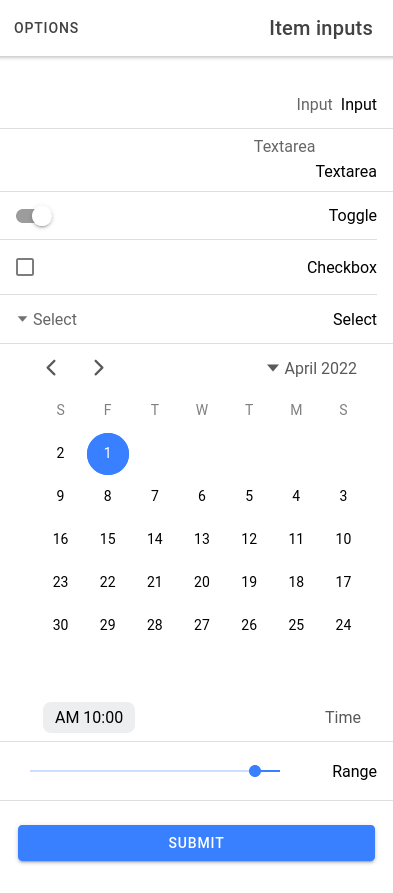 OPTIONS Item inputs
Input Input
Textarea
Textarea
Toggle
Checkbox
Select Select
April 2022
S F T W T M S
2 1
9 8 7 6 5 4 3
16 15 14 13 12 11 10
23 22 21 20 19 18 17
30 29 28 27 26 25 24
AM 10:00 Time
Range
SUBMIT